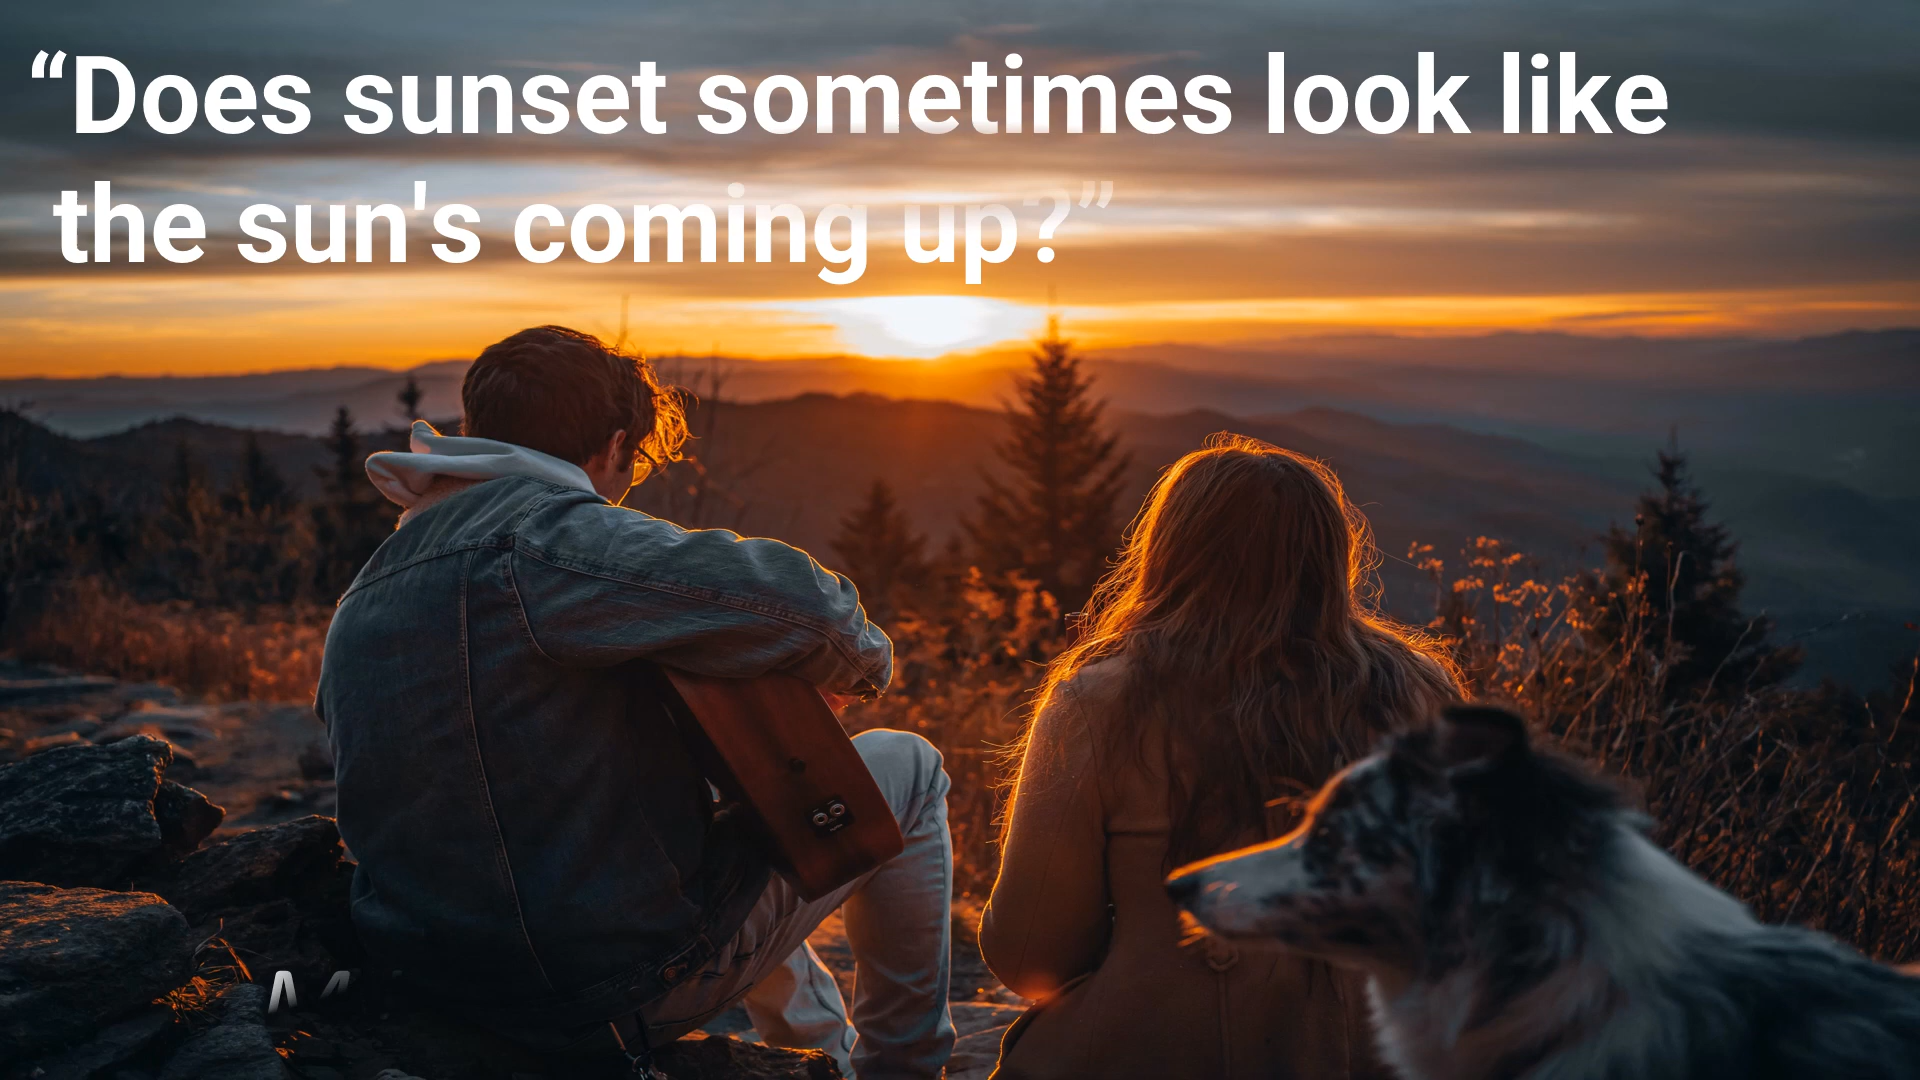 “Does sunset sometimes look like
the sun's coming up?”